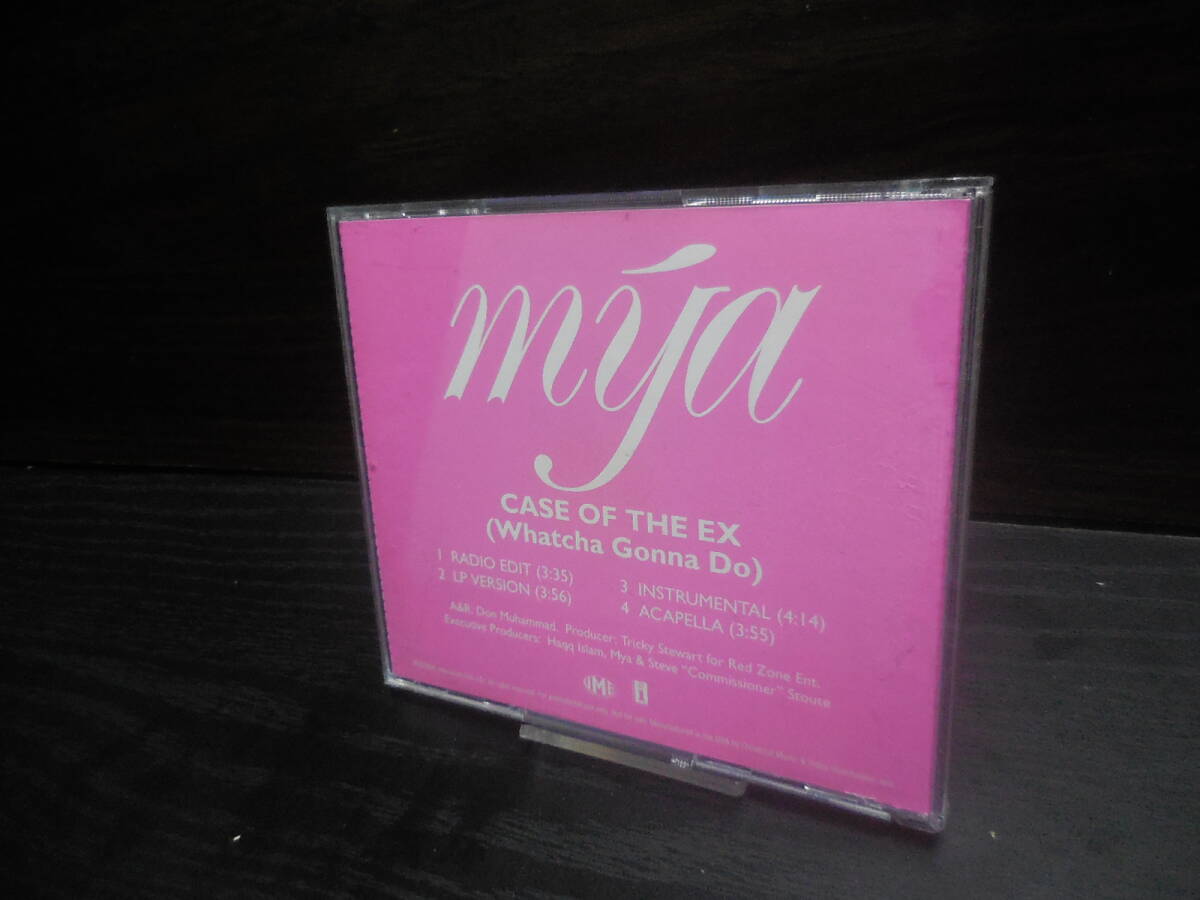 mýa
CASE OF THE EX
(Whatcha Gonna Do)
1 RADIO EDIT (3:35)
2 LP VERSION (3:56)
3 INSTRUMENTAL (4:14)
4 ACAPELLA (3:55)
A&R: Don Muhammad. Producer: Tricky Stewart for Red Zone Ent.
Executive Producers: Haqq Islam, Mya & Steve "Commissioner" Stoute